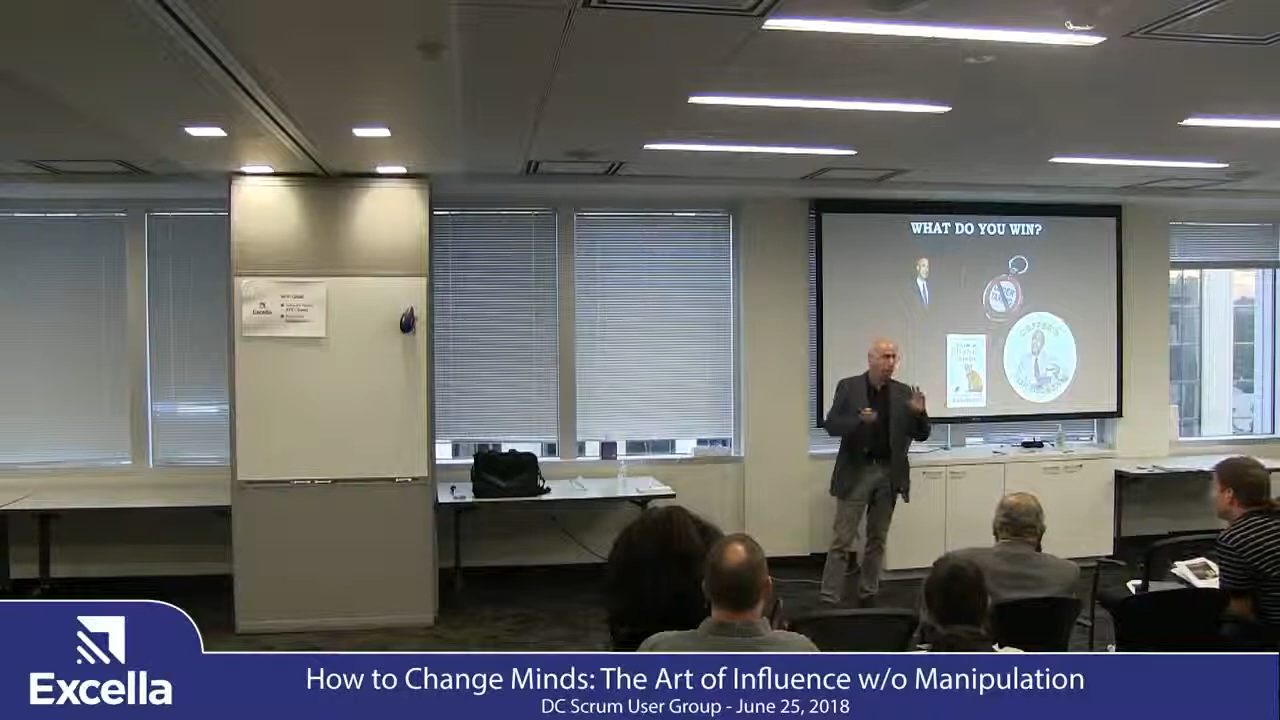 WHAT DO YOU WIN?
Excella
Excella
How to Change Minds: The Art of Influence w/o Manipulation
DC Scrum User Group - June 25, 2018